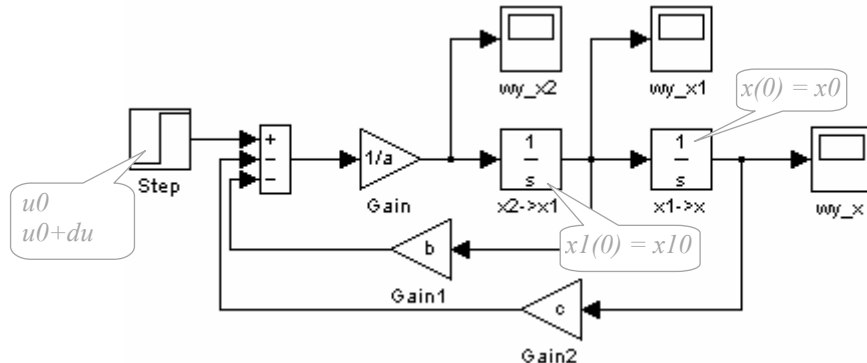 wy_x2
wy_x1
x(0) = x0
+
−
−
Step
1/a
Gain
1
s
x2->x1
1
s
x1->x
wy_x
u0
u0+du
x1(0) = x10
b
Gain1
c
Gain2